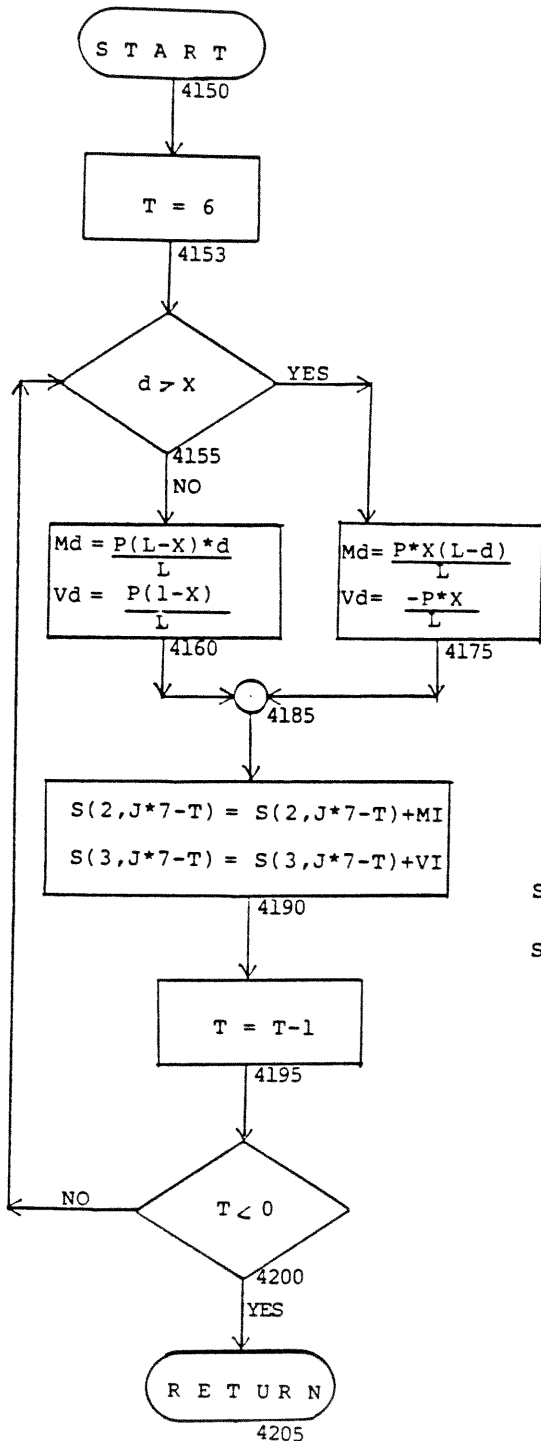 S T A R T
4150
T = 6
4153
d > X
YES
4155
NO
Md = P(L-X)*d
L
Vd = P(1-X)
L
4160
Md= P*X(L-d)
L
Vd= -P*X
L
4175
4185
S(2,J*7-T) = S(2,J*7-T)+MI
S(3,J*7-T) = S(3,J*7-T)+VI
4190
S
S
T = T-1
4195
T < 0
NO
4200
YES
R E T U R N
4205